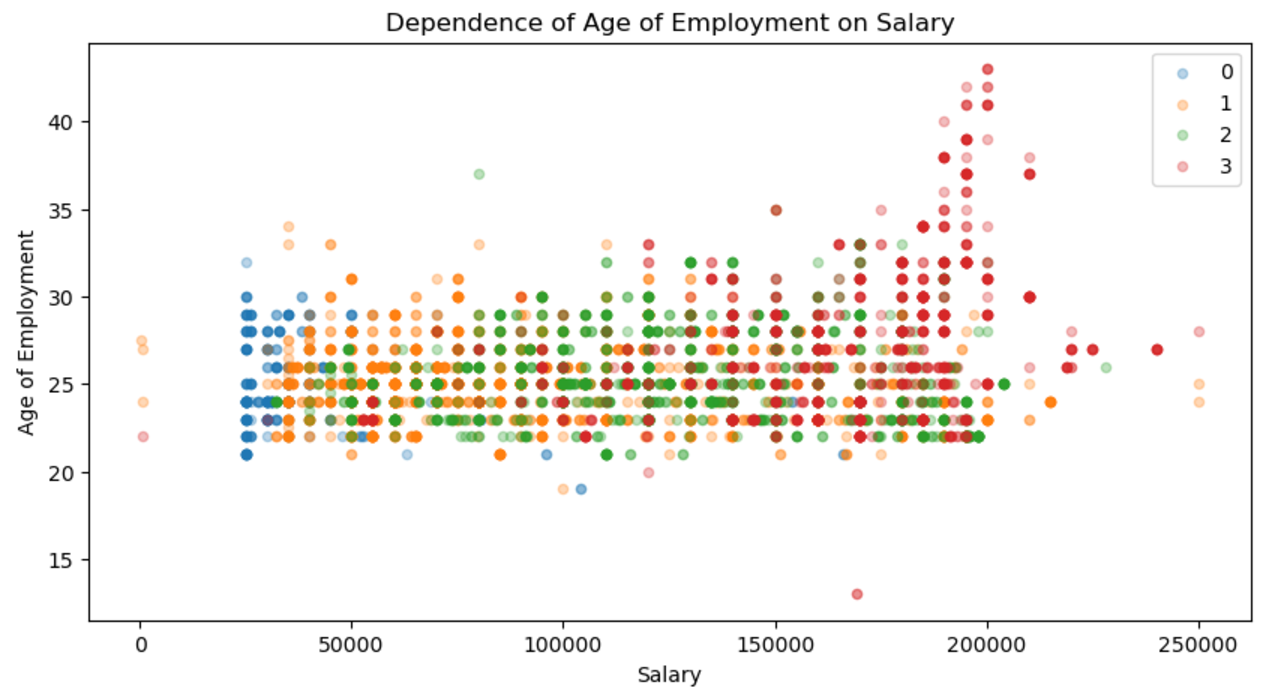 Dependence of Age of Employment on Salary
0
1
2
3
40
35
30
25
20
15
Age of Employment
0 50000 100000 150000 200000 250000
Salary